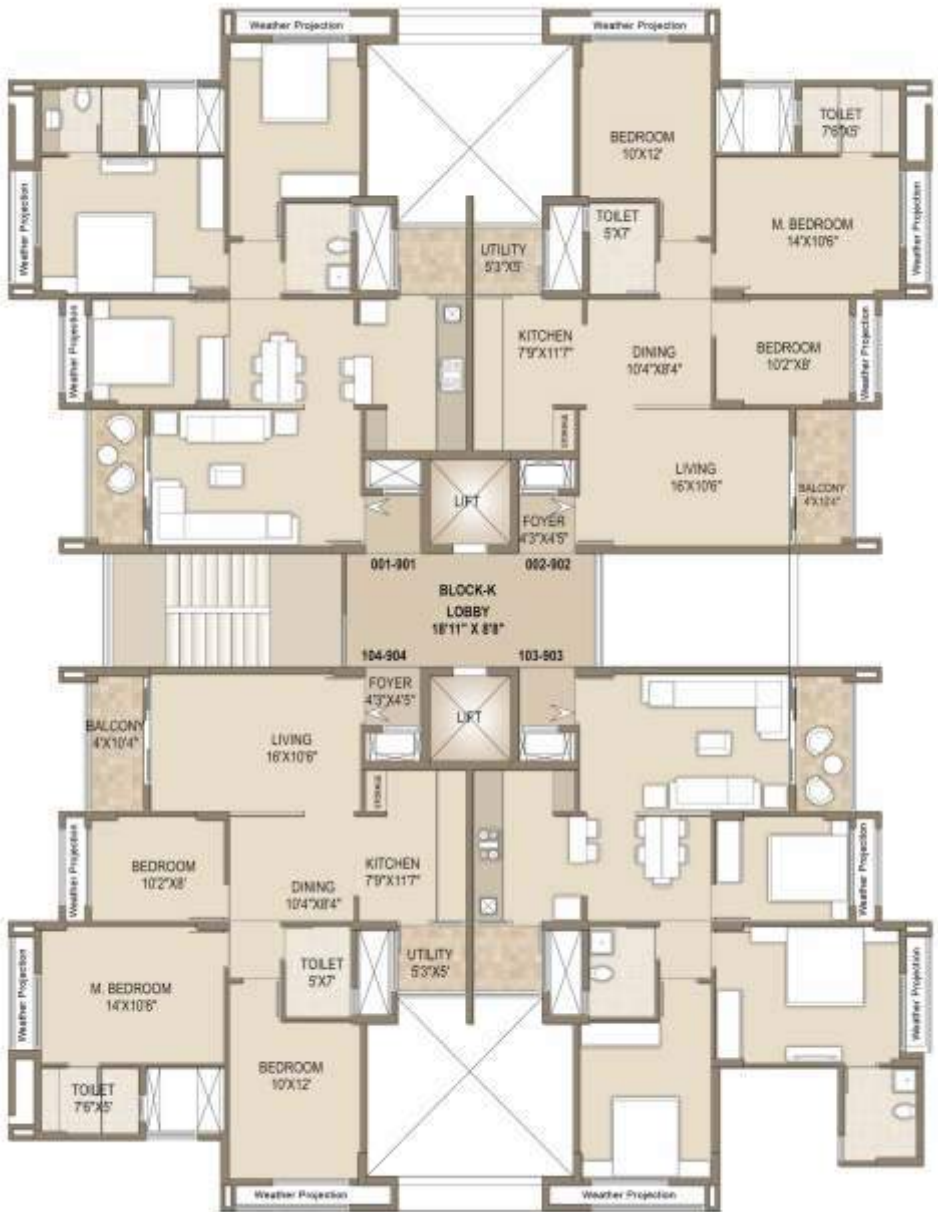 Weather Projection
Weather Projection
TOILET
7'6"X5'
BEDROOM
10'X12'
Weather Projection
TOILET
5'X7'
M. BEDROOM
14'X10'6"
Weather Projection
UTILITY
5'3"X5'
Weather Projection
KITCHEN
7'9"X11'7"
DINING
10'4"X8'4"
BEDROOM
10'2"X8'
Weather Projection
STORAGE
LIVING
16'X10'6"
BALCONY
4'X10'4"
LIFT
FOYER
4'3"X4'5"
001-901
002-902
BLOCK-K
LOBBY
18'11" X 8'8"
104-904
103-903
FOYER
4'3"X4'5"
LIFT
BALCONY
4'X10'4"
LIVING
16'X10'6"
STORAGE
Weather Projection
BEDROOM
10'2"X8'
KITCHEN
7'9"X11'7"
DINING
10'4"X8'4"
Weather Projection
Weather Projection
UTILITY
5'3"X5'
TOILET
5'X7'
M. BEDROOM
14'X10'6"
Weather Projection
BEDROOM
10'X12'
TOILET
7'6"X5'
Weather Projection
Weather Projection